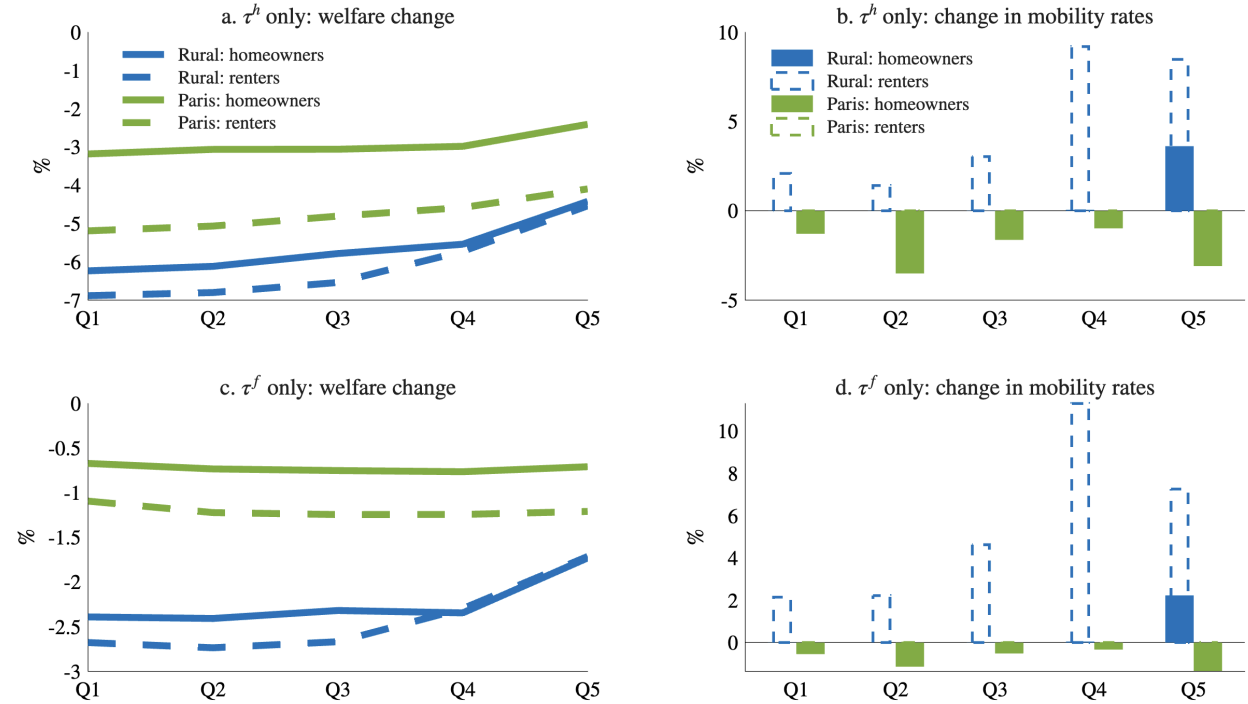 a. τ^h only: welfare change
0
-1
-2
-3
-4
-5
-6
-7
%
Rural: homeowners
Rural: renters
Paris: homeowners
Paris: renters
Q1 Q2 Q3 Q4 Q5
b. τ^h only: change in mobility rates
10
5
0
-5
%
Rural: homeowners
Rural: renters
Paris: homeowners
Paris: renters
Q1 Q2 Q3 Q4 Q5
c. τ^f only: welfare change
0
-0.5
-1
-1.5
-2
-2.5
-3
%
Q1 Q2 Q3 Q4 Q5
d. τ^f only: change in mobility rates
10
8
6
4
2
0
%
Q1 Q2 Q3 Q4 Q5